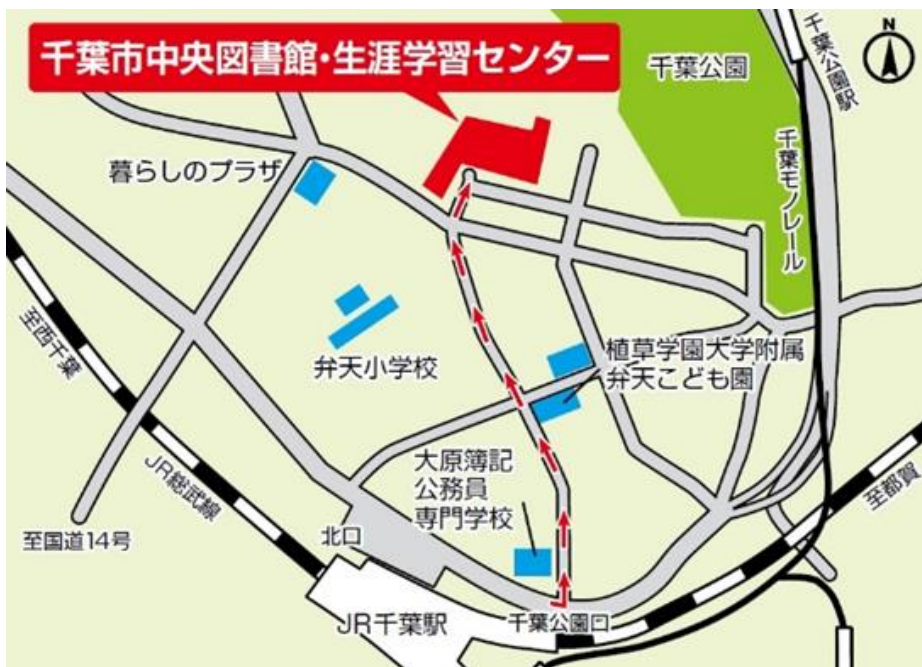 千葉市中央図書館・生涯学習センター
千葉公園
千葉公園駅
N
暮らしのプラザ
千葉モノレール
至西千葉
弁天小学校
植草学園大学附属
弁天こども園
JR総武線
大原簿記
公務員
専門学校
至都賀
至国道14号
北口
JR千葉駅
千葉公園口